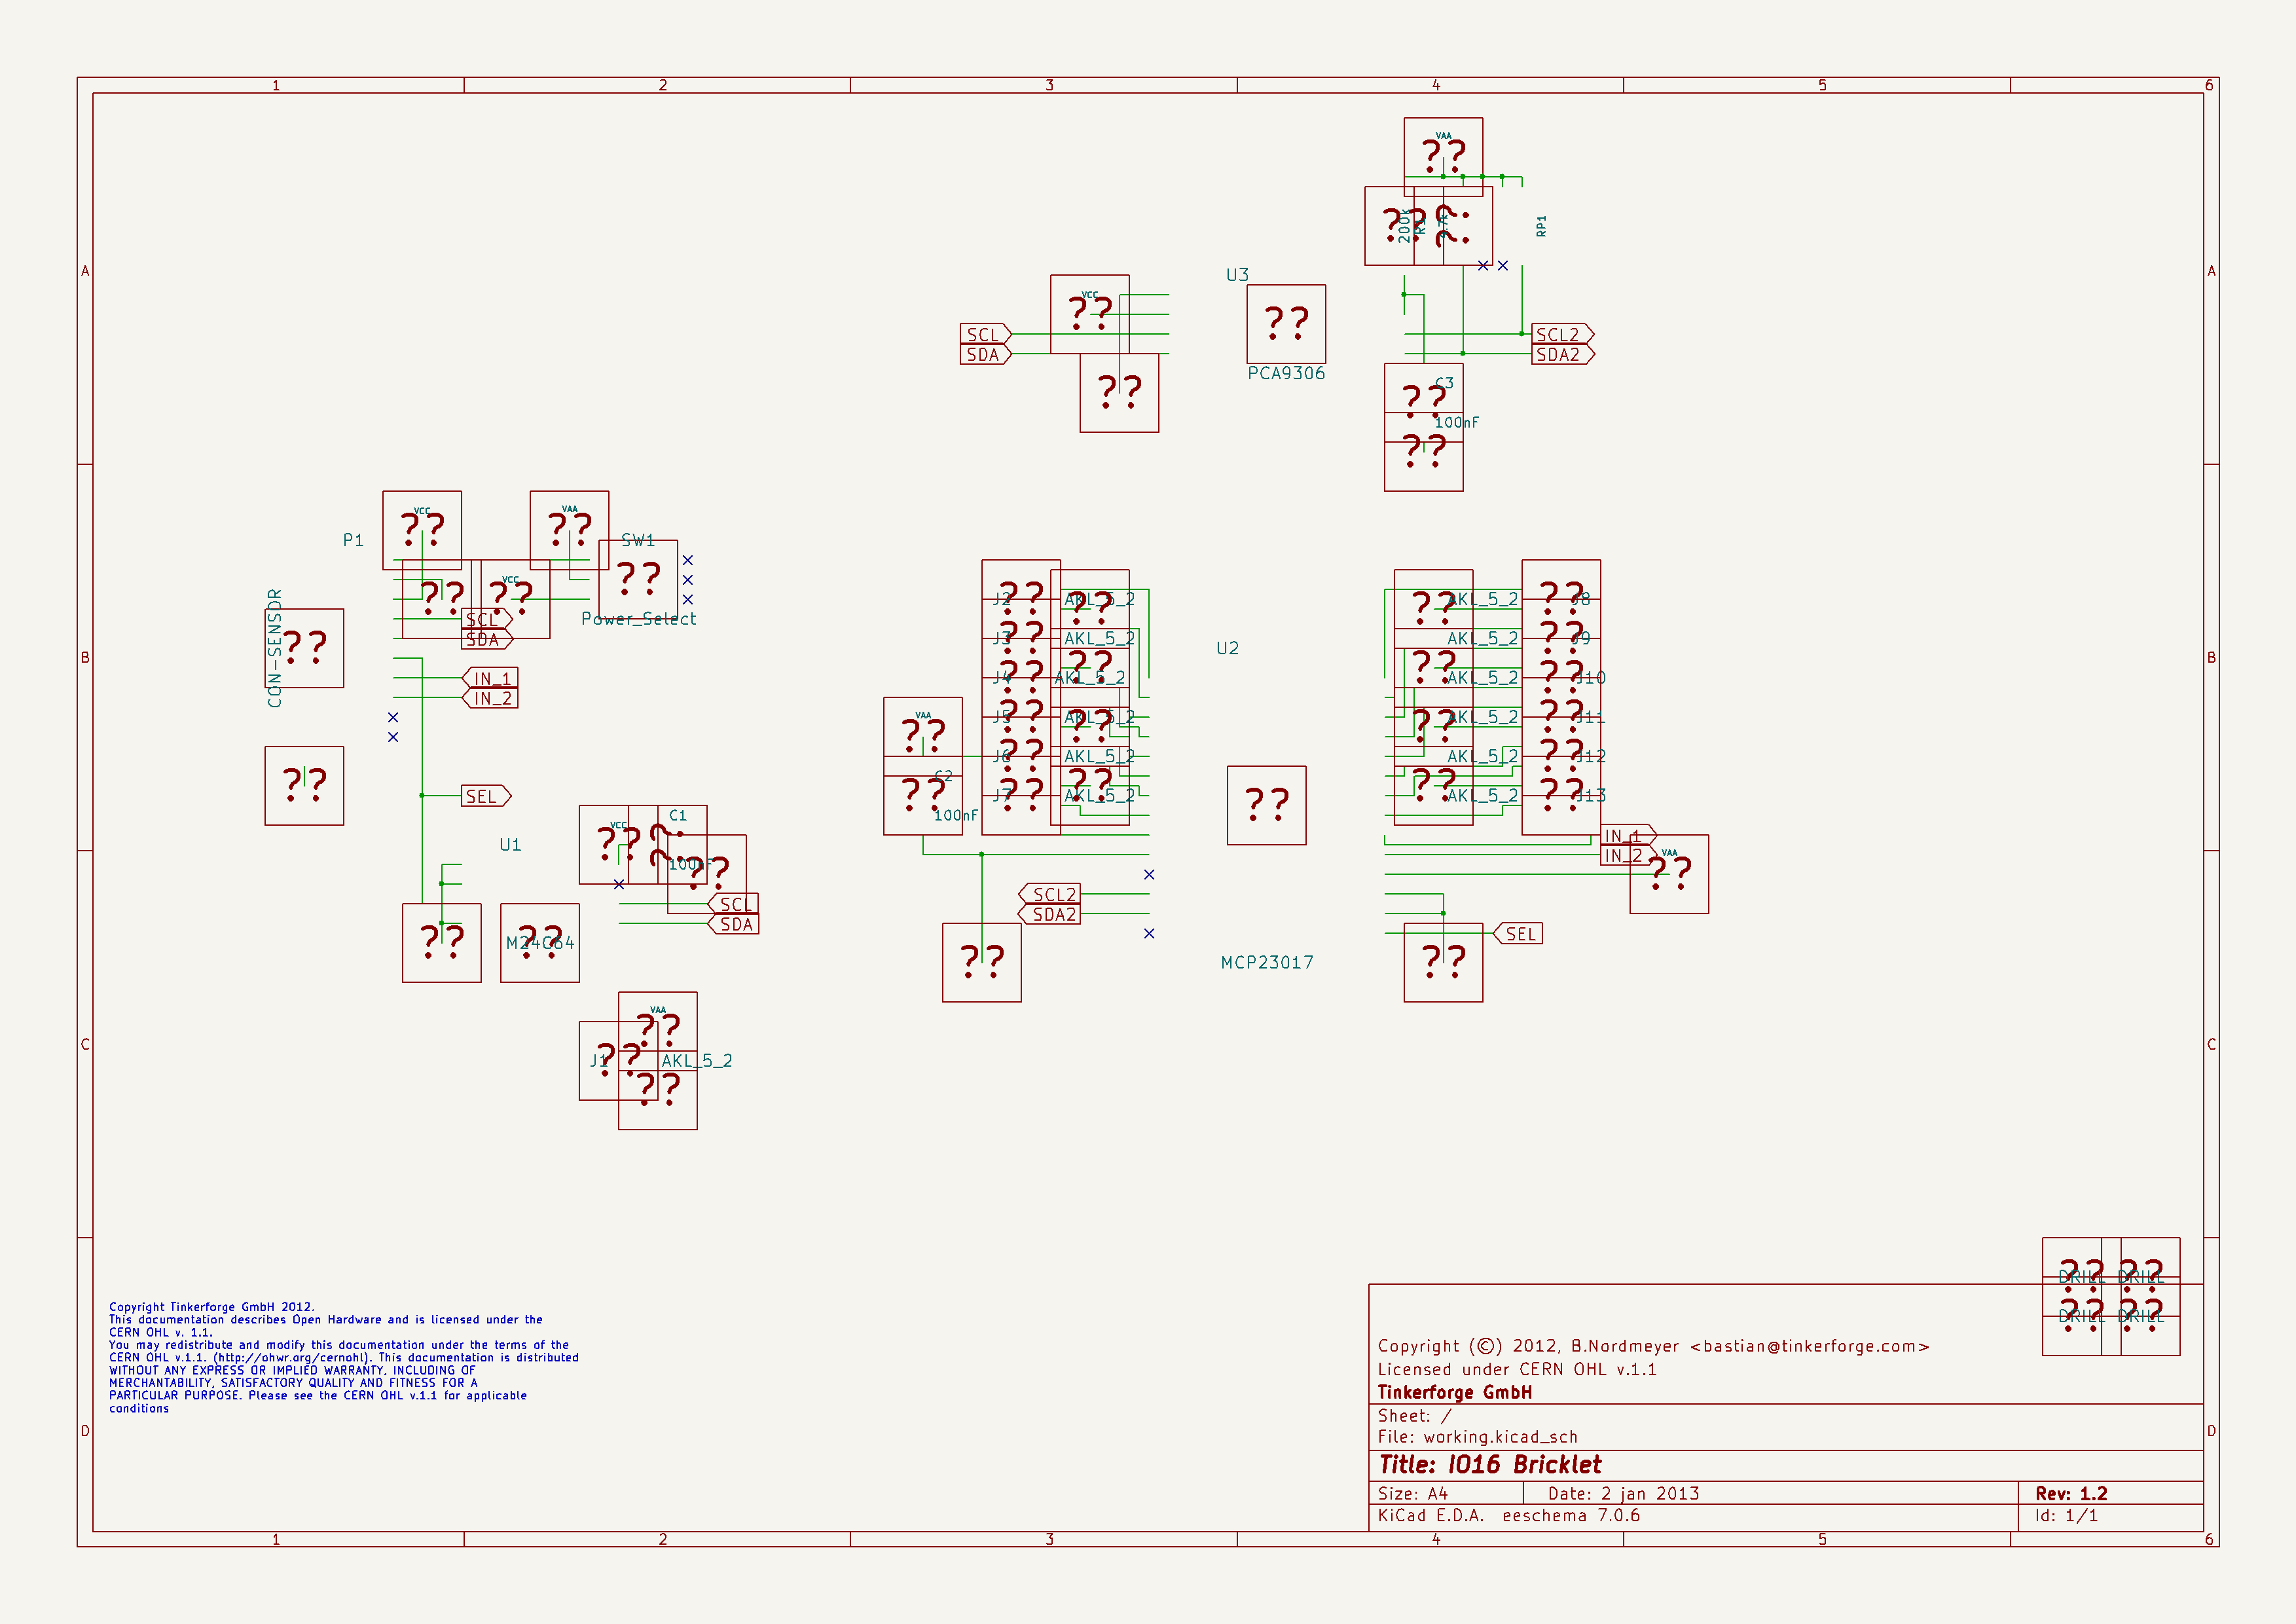 1 2 3 4 5 6
A A
VAA
??
?? ??
200k R1 4.7k RP1
U3
VCC
??
??
SCL SCL2
SDA SDA2
PCA9306
??
C3
??
100nF
??
B B
P1
VCC
??
VAA
??
SW1
??
Power_Select
??
VCC
??
CON-SENSOR
??
SCL
SDA
IN_1
IN_2
??
SEL
U1
VCC
??
C1
??
100nF
??
SCL
SDA
??
M24C64
??
VAA
??
J1
??
AKL_5_2
??
U2
J2 ?? AKL_5_2 ??
J3 ?? AKL_5_2
J4 ?? AKL_5_2 ??
J5 ?? AKL_5_2 ??
J6 ?? AKL_5_2
J7 ?? AKL_5_2 ??
VAA
??
C2
??
100nF
??
MCP23017
SCL2
SDA2
??
?? AKL_5_2 ?? J8
AKL_5_2 ?? J9
?? AKL_5_2 ?? J10
?? AKL_5_2 ?? J11
AKL_5_2 ?? J12
?? AKL_5_2 ?? J13
IN_1
IN_2
VAA
??
SEL
??
C C
?? ??
DRILL DRILL
?? ??
DRILL DRILL
Copyright Tinkerforge GmbH 2012.
This documentation describes Open Hardware and is licensed under the
CERN OHL v. 1.1.
You may redistribute and modify this documentation under the terms of the
CERN OHL v.1.1. (http://ohwr.org/cernohl). This documentation is distributed
WITHOUT ANY EXPRESS OR IMPLIED WARRANTY, INCLUDING OF
MERCHANTABILITY, SATISFACTORY QUALITY AND FITNESS FOR A
PARTICULAR PURPOSE. Please see the CERN OHL v.1.1 for applicable
conditions
Copyright (©) 2012, B.Nordmeyer <bastian@tinkerforge.com>
Licensed under CERN OHL v.1.1
Tinkerforge GmbH
Sheet: /
File: working.kicad_sch
Title: IO16 Bricklet
Size: A4 Date: 2 jan 2013 Rev: 1.2
KiCad E.D.A. eeschema 7.0.6 Id: 1/1
D D
1 2 3 4 5 6